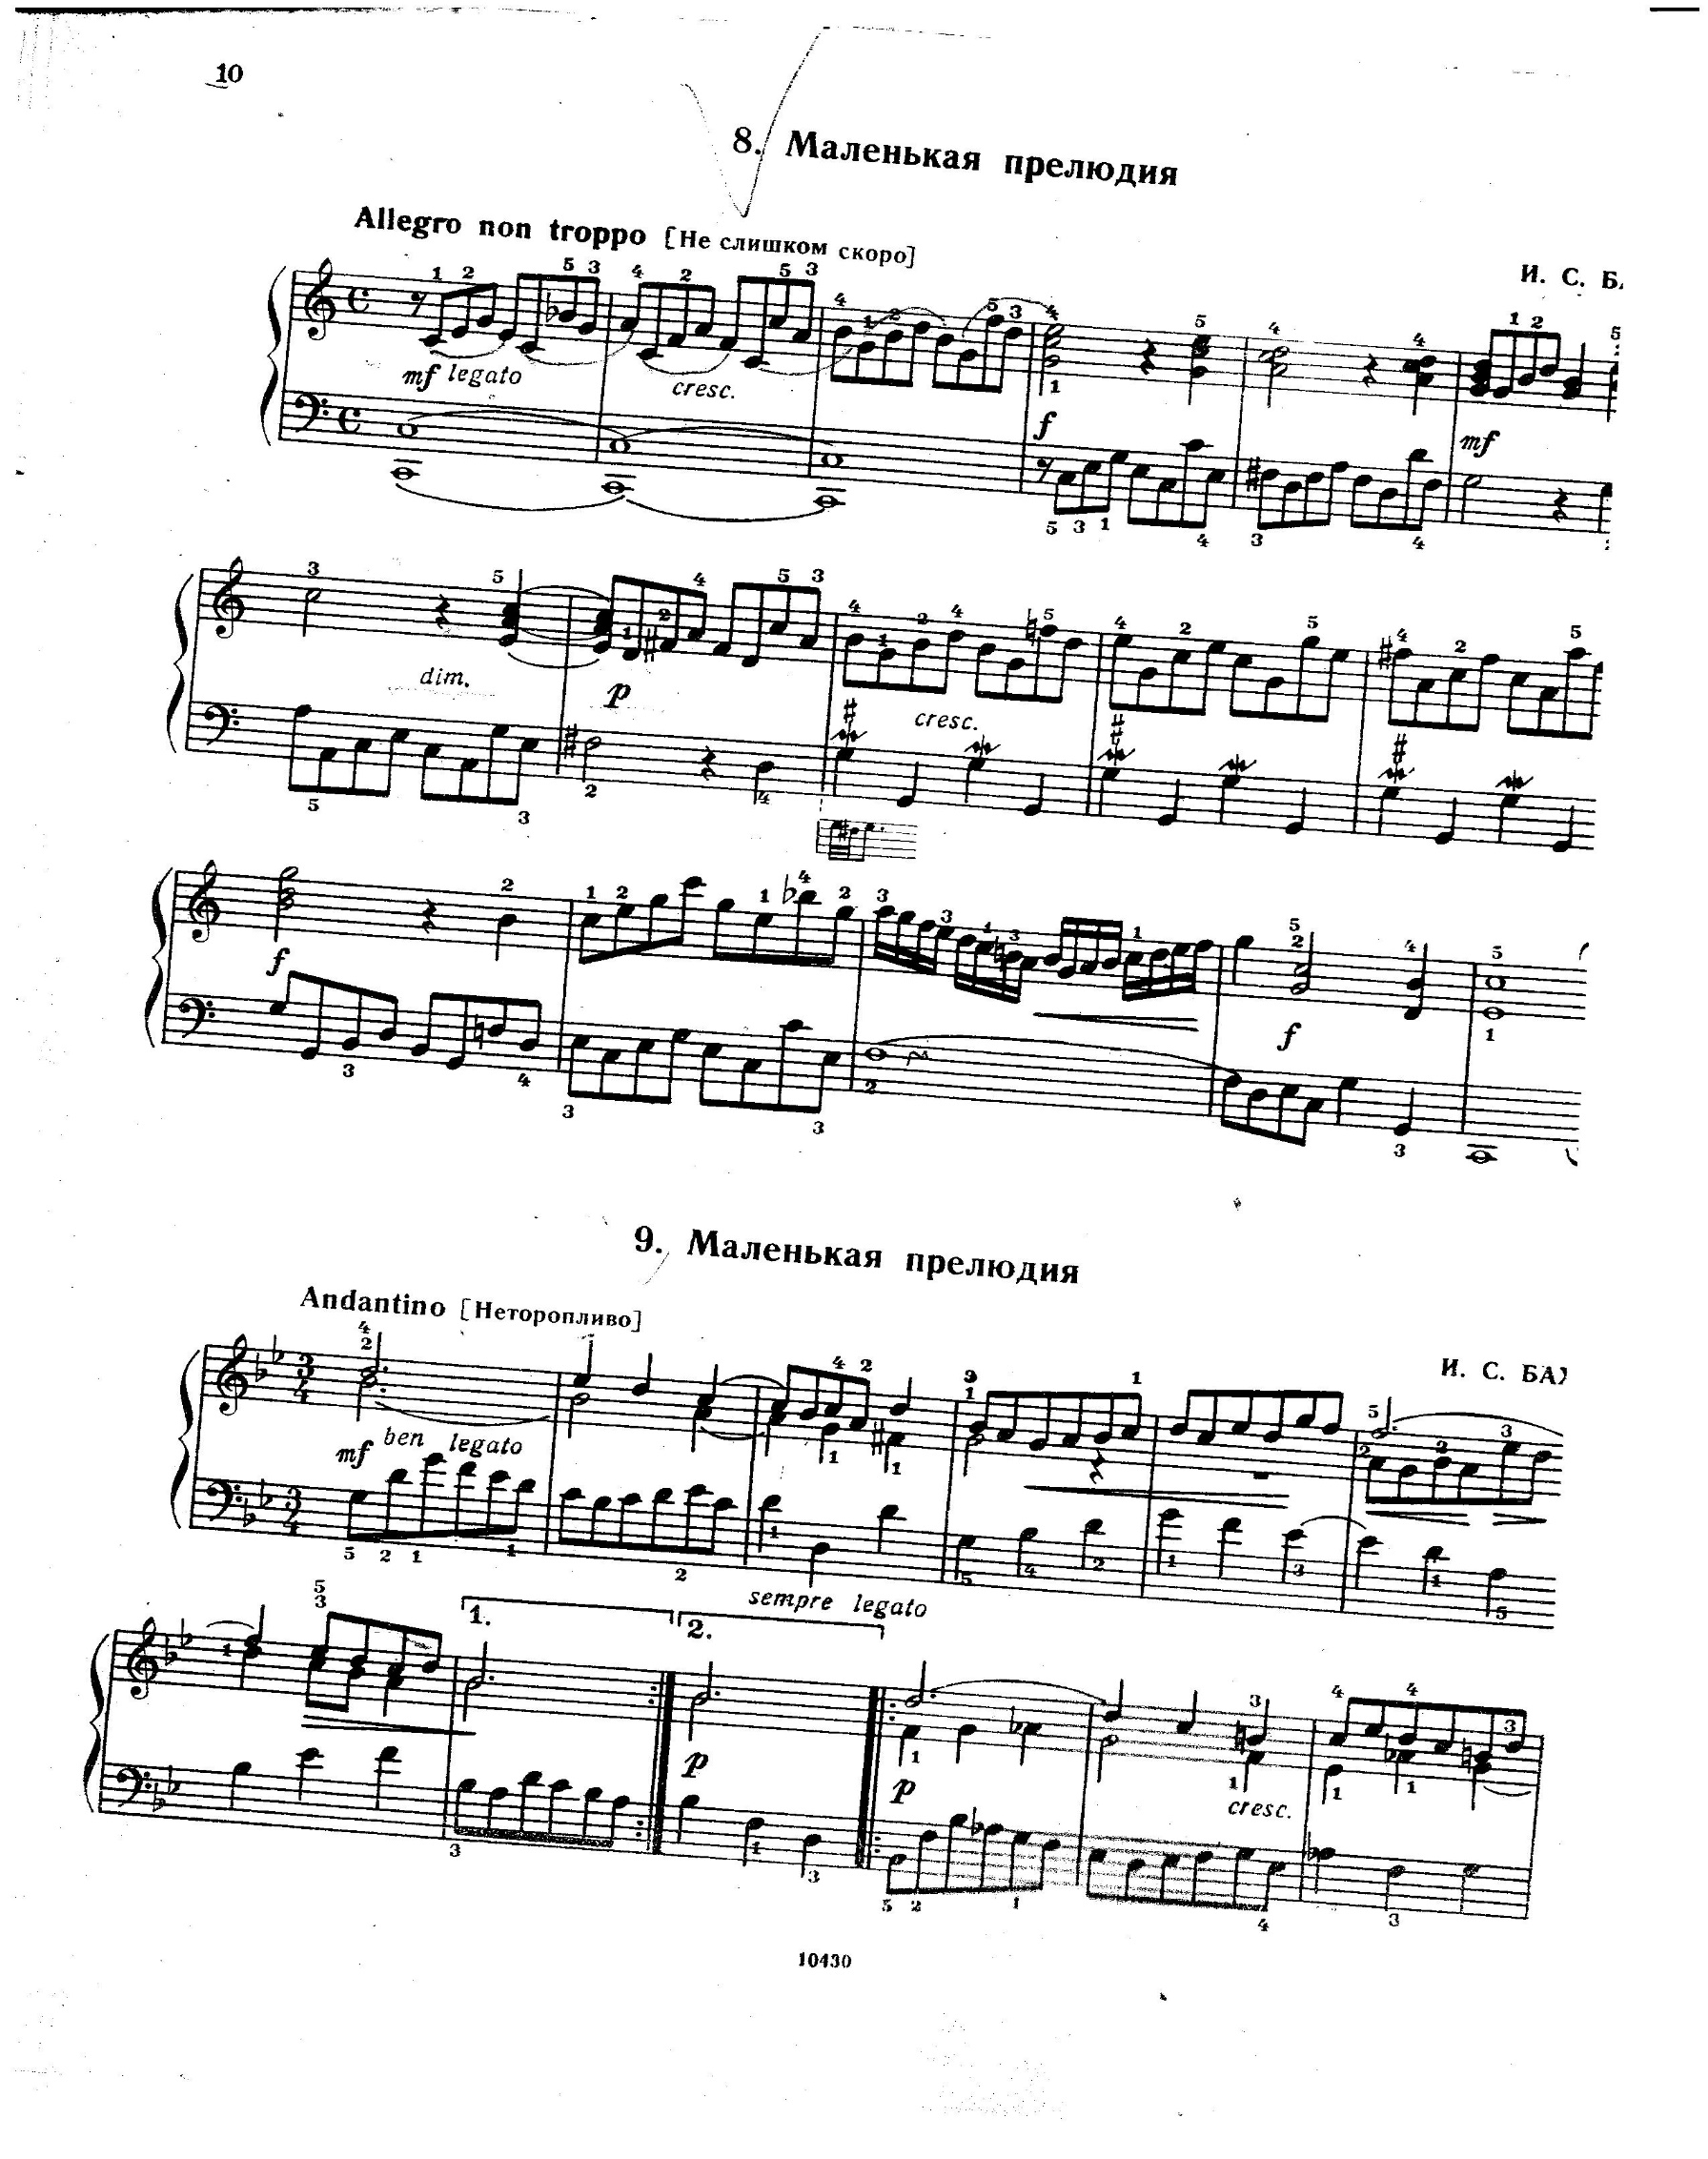 10
8. Маленькая прелюдия
Allegro non troppo [Не слишком скоро]
И. С. Б
mf legato
cresc.
f
mf
dim.
p
cresc.
f
f
9. Маленькая прелюдия
Andantino [Неторопливо]
И. С. БАХ
mf ben legato
sempre legato
1.
2.
p
p
cresc.
10430